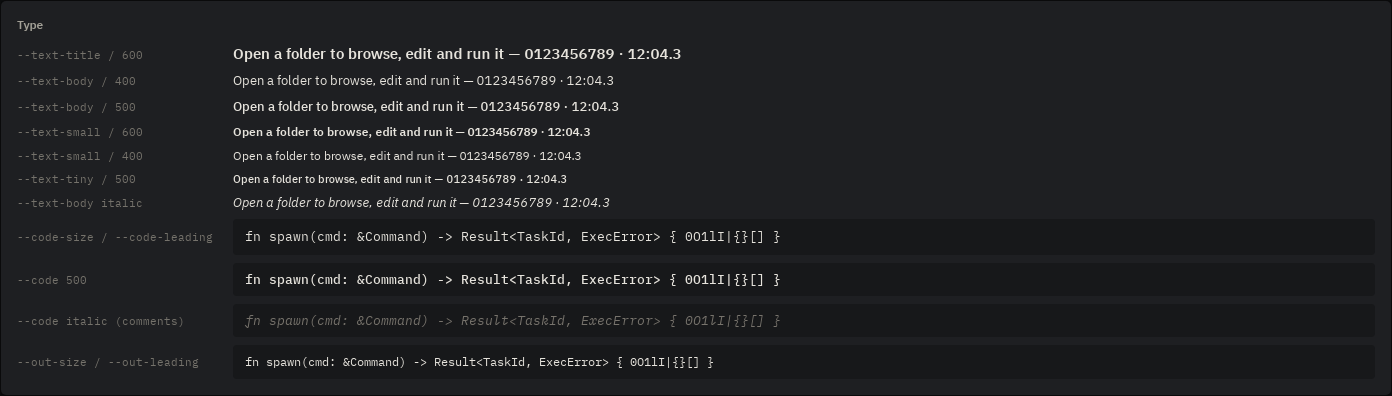 Type
--text-title / 600 Open a folder to browse, edit and run it — 0123456789 · 12:04.3
--text-body / 400 Open a folder to browse, edit and run it — 0123456789 · 12:04.3
--text-body / 500 Open a folder to browse, edit and run it — 0123456789 · 12:04.3
--text-small / 600 Open a folder to browse, edit and run it — 0123456789 · 12:04.3
--text-small / 400 Open a folder to browse, edit and run it — 0123456789 · 12:04.3
--text-tiny / 500 Open a folder to browse, edit and run it — 0123456789 · 12:04.3
--text-body italic Open a folder to browse, edit and run it — 0123456789 · 12:04.3
--code-size / --code-leading fn spawn(cmd: &Command) -> Result<TaskId, ExecError> { 0O1lI|{}[] }
--code 500 fn spawn(cmd: &Command) -> Result<TaskId, ExecError> { 0O1lI|{}[] }
--code italic (comments) fn spawn(cmd: &Command) -> Result<TaskId, ExecError> { 0O1lI|{}[] }
--out-size / --out-leading fn spawn(cmd: &Command) -> Result<TaskId, ExecError> { 0O1lI|{}[] }